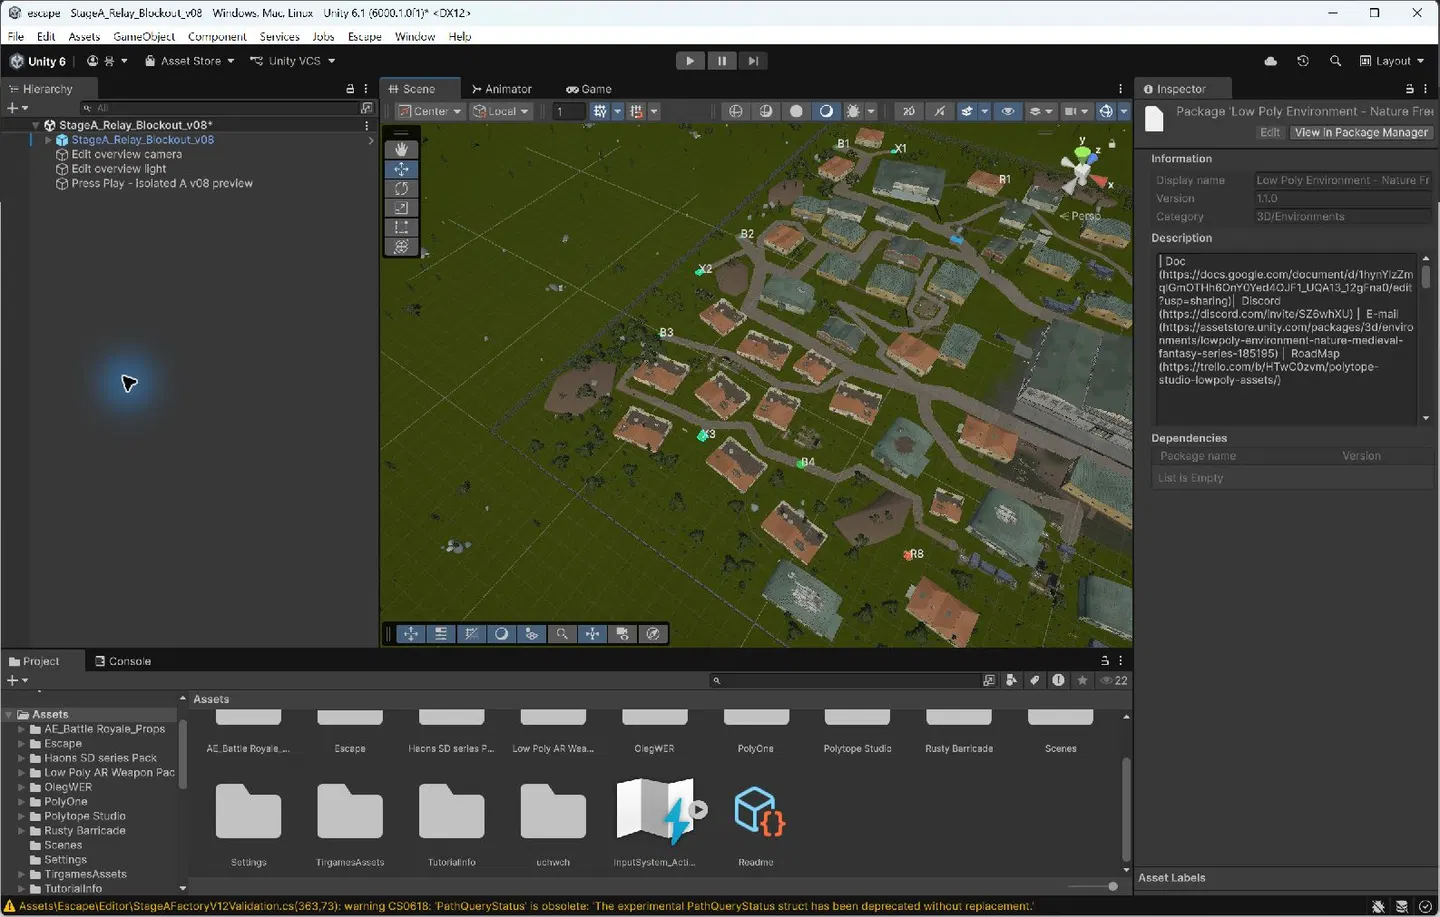 escape - StageA_Relay_Blockout_v08 - Windows, Mac, Linux - Unity 6.1 (6000.1.0f1)* <DX12>
File Edit Assets GameObject Component Services Jobs Escape Window Help
Unity 6 Asset Store Unity VCS Layout
Hierarchy
All
StageA_Relay_Blockout_v08*
StageA_Relay_Blockout_v08
Edit overview camera
Edit overview light
Press Play - Isolated A v08 preview
Scene Animator Game
Center Local 1 2D
B1
X1
R1
B2
X2
B3
X3
B4
R8
y
z
x
Persp
Inspector
Package 'Low Poly Environment - Nature Free
Edit View in Package Manager
Information
Display name Low Poly Environment - Nature Fr
Version 1.1.0
Category 3D/Environments
Description
| Doc
?usp=sharing)| Discord
(https://discord.com/invite/SZ6whXU) | E-mail
(https://assetstore.unity.com/packages/3d/enviro
nments/lowpoly-environment-nature-medieval-
fantasy-series-185195) | RoadMap
(https://trello.com/b/HTwC0zvm/polytope-
studio-lowpoly-assets/)
Dependencies
Package name Version
List is Empty
Asset Labels
Project Console
22
Assets
AE_Battle Royale_Props
Escape
Haons SD series Pack
Low Poly AR Weapon Pac
OlegWER
PolyOne
Polytope Studio
Rusty Barricade
Scenes
Settings
TirgamesAssets
TutorialInfo
Assets
AE_Battle Royale_... Escape Haons SD series P... Low Poly AR Wea... OlegWER PolyOne Polytope Studio Rusty Barricade Scenes
Settings TirgamesAssets TutorialInfo uchwch InputSystem_Acti... Readme
Assets\Escape\Editor\StageAFactoryV12Validation.cs(363,73): warning CS0618: 'PathQueryStatus' is obsolete: 'The experimental PathQueryStatus struct has been deprecated without replacement.'